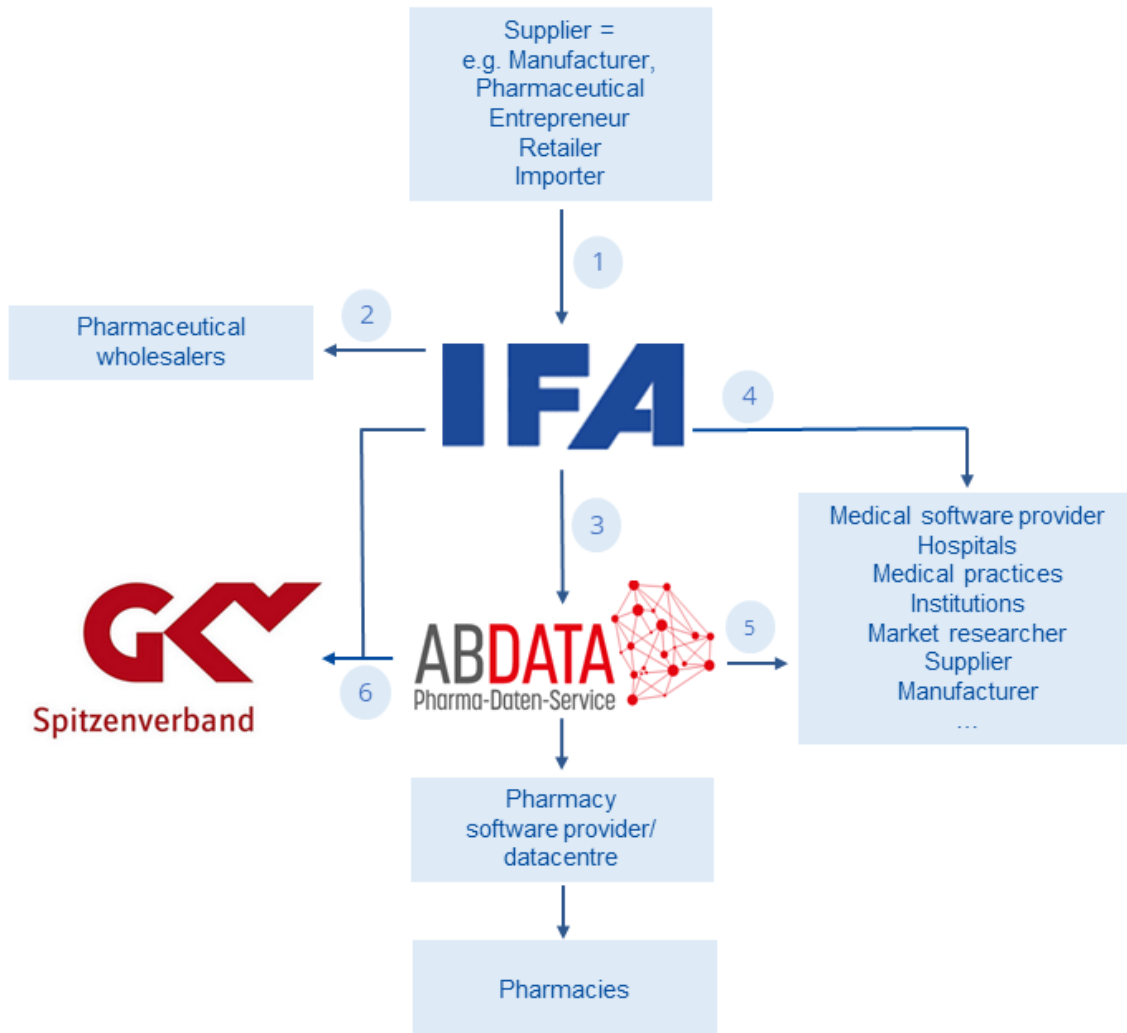 Supplier =
e.g. Manufacturer,
Pharmaceutical
Entrepreneur
Retailer
Importer
1
2
Pharmaceutical
wholesalers
IFA
4
3
Medical software provider
Hospitals
Medical practices
Institutions
Market researcher
Supplier
Manufacturer
...
GKV
Spitzenverband
6
ABDATA
Pharma-Daten-Service
5
Pharmacy
software provider/
datacentre
Pharmacies